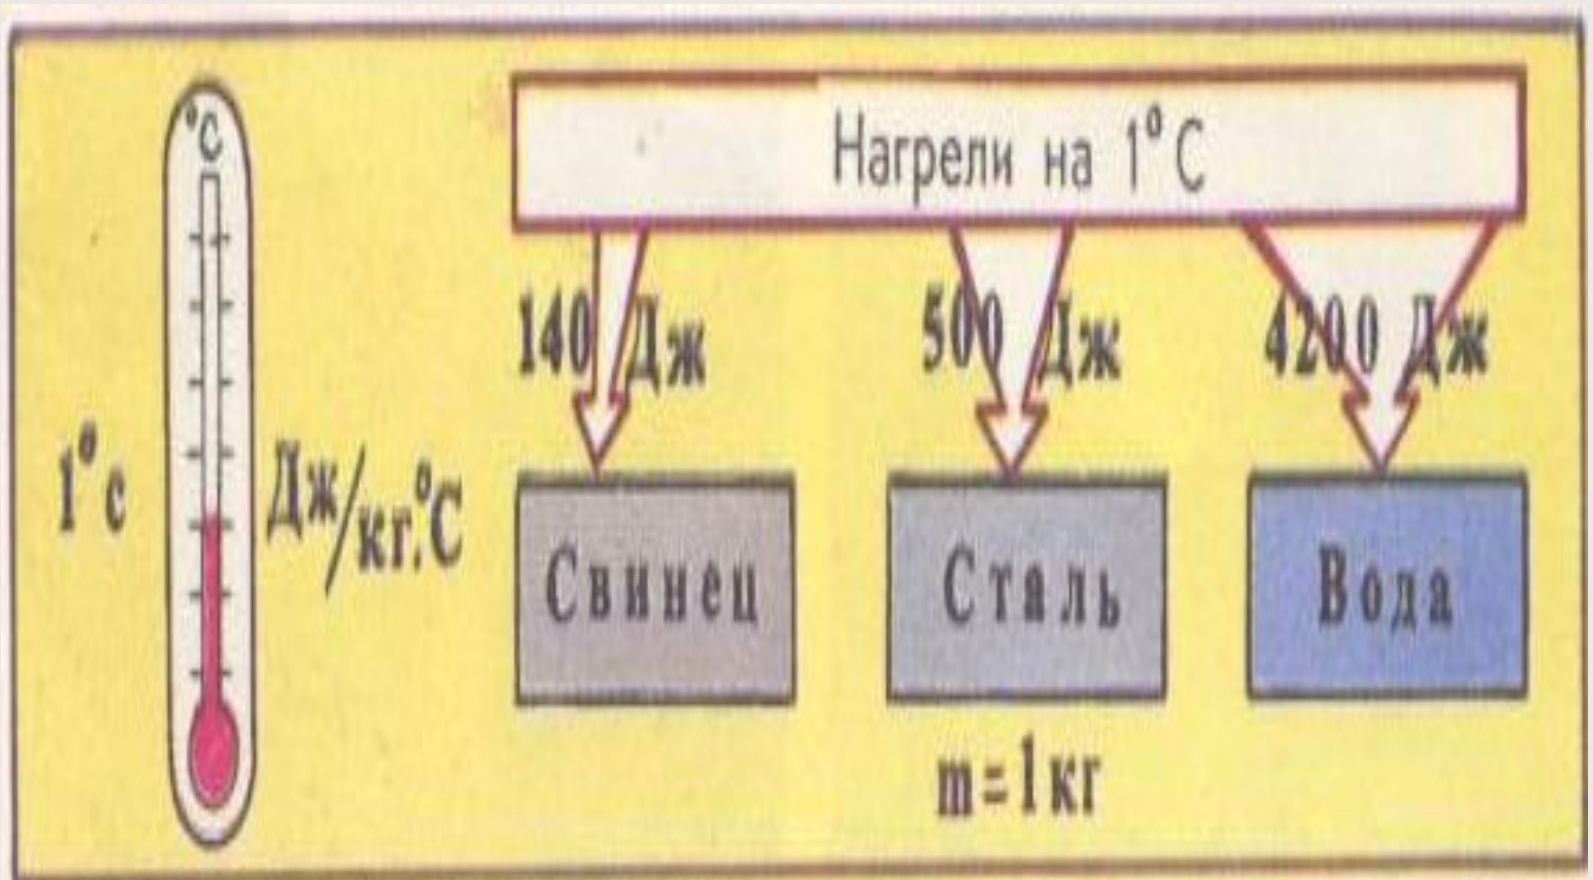 °C
Нагрели на 1°С
140 Дж
500 Дж
4200 Дж
1°с
Дж/кг.°С
Свинец
Сталь
Вода
m=1кг